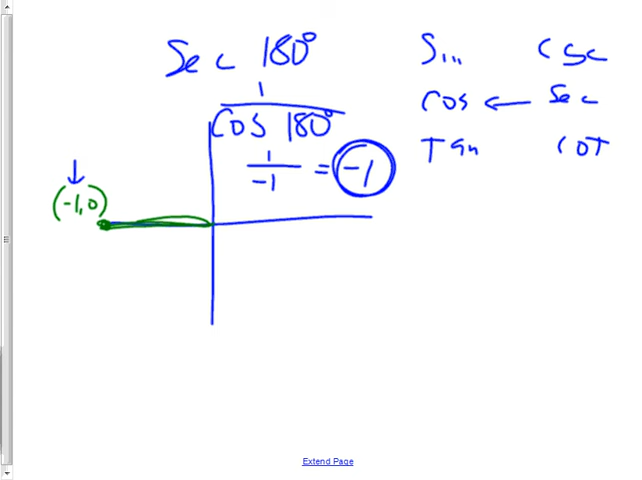 Sec 180°
1
Cos 180°
1
-1
= -1
(-1,0)
Sin Csc
Cos ← Sec
Tan Cot
Extend Page